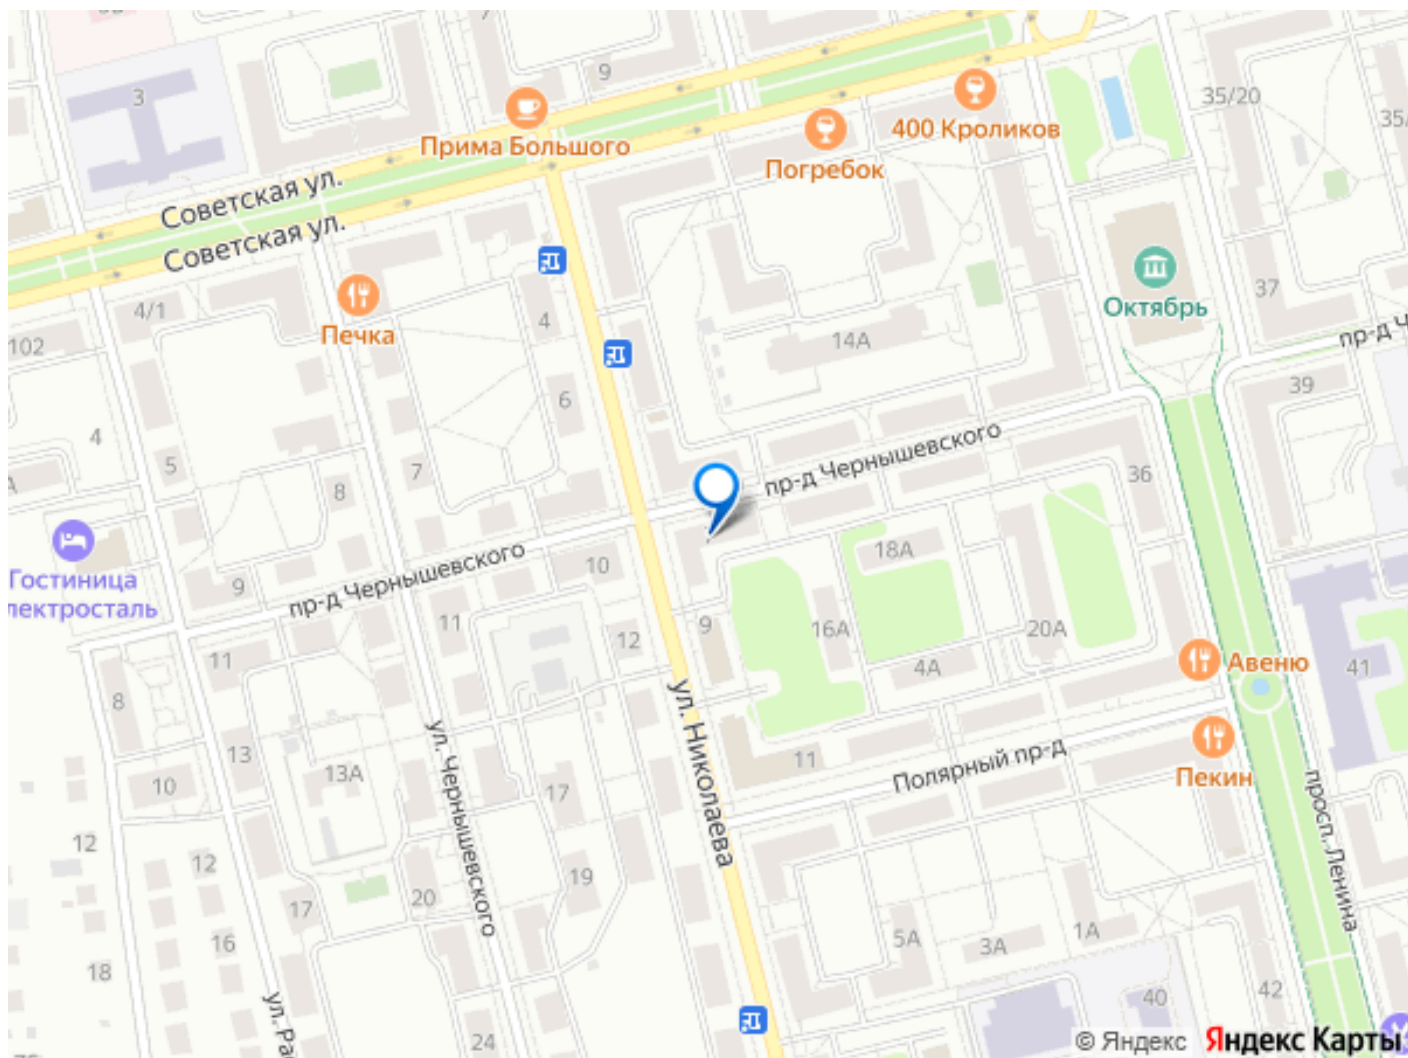 3
9
Прима Большого
Погребок
400 Кроликов
35/20
Советская ул.
Советская ул.
Печка
4/1
102
4
14А
Октябрь
37
39
6
4
5
7
8
пр-д Чернышевского
36
18А
Гостиница
лектросталь
9
пр-д Чернышевского
10
11
12
9
16А
20А
4А
Авеню
41
11
8
13
10
13А
ул. Чернышевского
17
ул. Николаева
11
Полярный пр-д
Пекин
просп. Ленина
12
12
17
20
19
16
18
5А
3А
1А
40
42
24
© Яндекс
Яндекс Карты